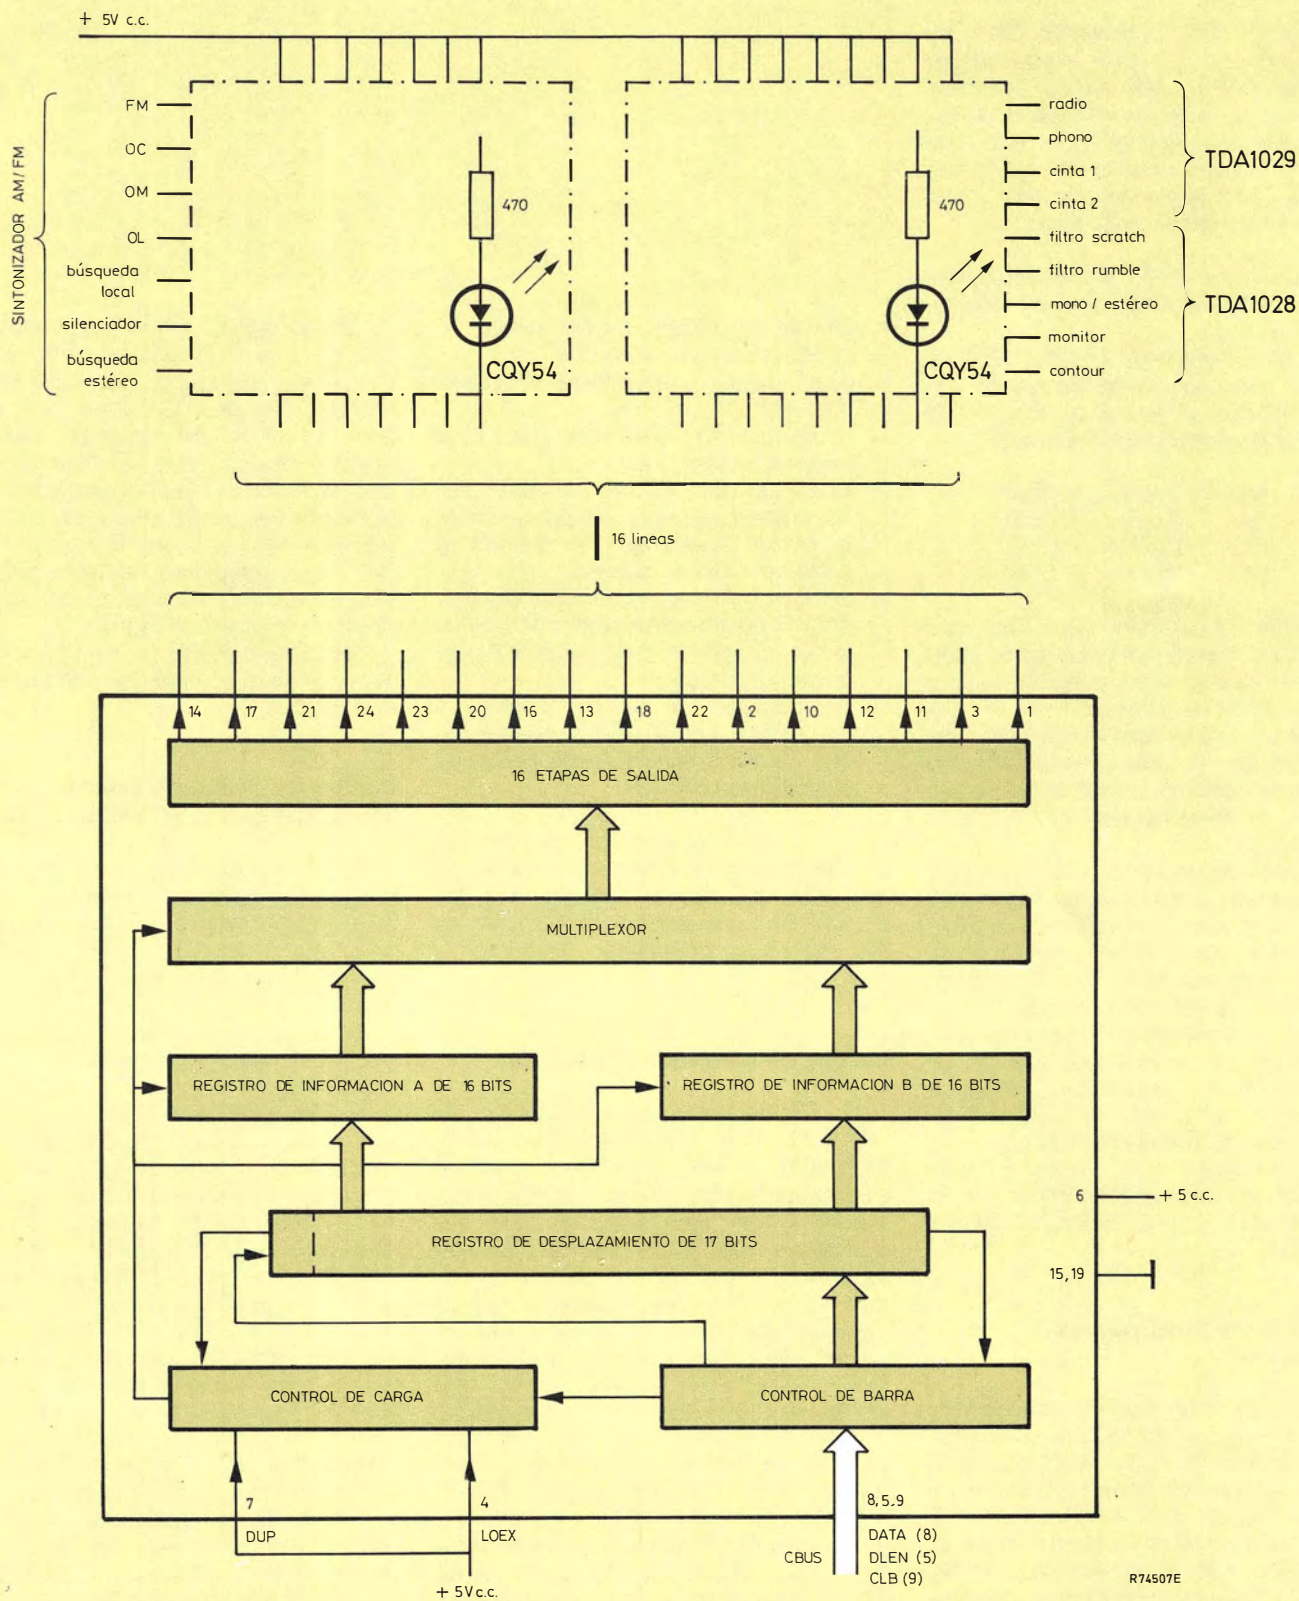 + 5V c.c.
SINTONIZADOR AM/FM
FM
OC
OM
OL
búsqueda
local
silenciador
búsqueda
estéreo
470
CQY54
470
CQY54
radio
phono
cinta 1
cinta 2
filtro scratch
filtro rumble
mono / estéreo
monitor
contour
TDA1029
TDA1028
16 lineas
14 17 21 24 23 20 16 13 18 22 2 10 12 11 3 1
16 ETAPAS DE SALIDA
MULTIPLEXOR
REGISTRO DE INFORMACION A DE 16 BITS
REGISTRO DE INFORMACION B DE 16 BITS
6
+ 5 c.c.
REGISTRO DE DESPLAZAMIENTO DE 17 BITS
15,19
CONTROL DE CARGA
CONTROL DE BARRA
7
4
8,5.9
DUP
LOEX
CBUS
DATA (8)
DLEN (5)
CLB (9)
+ 5V c.c.
R74507E